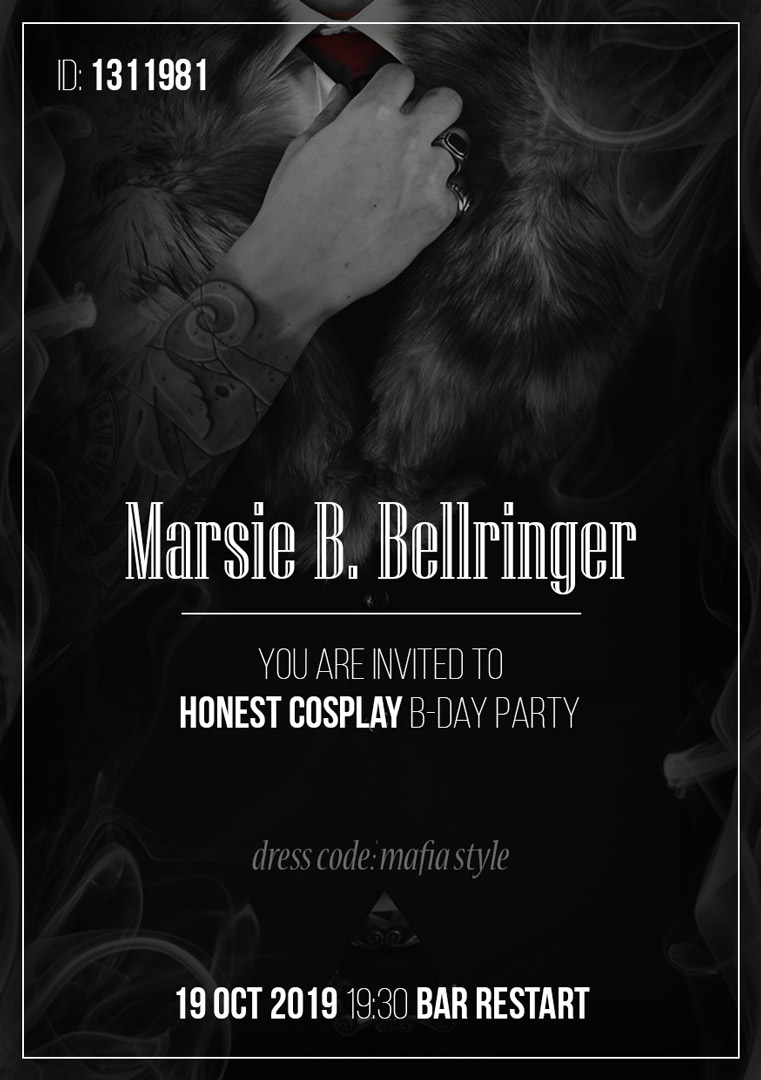 ID: 1311981
Marsie B. Bellringer
YOU ARE INVITED TO
HONEST COSPLAY B-DAY PARTY
dress code: mafia style
19 OCT 2019 19:30 BAR RESTART